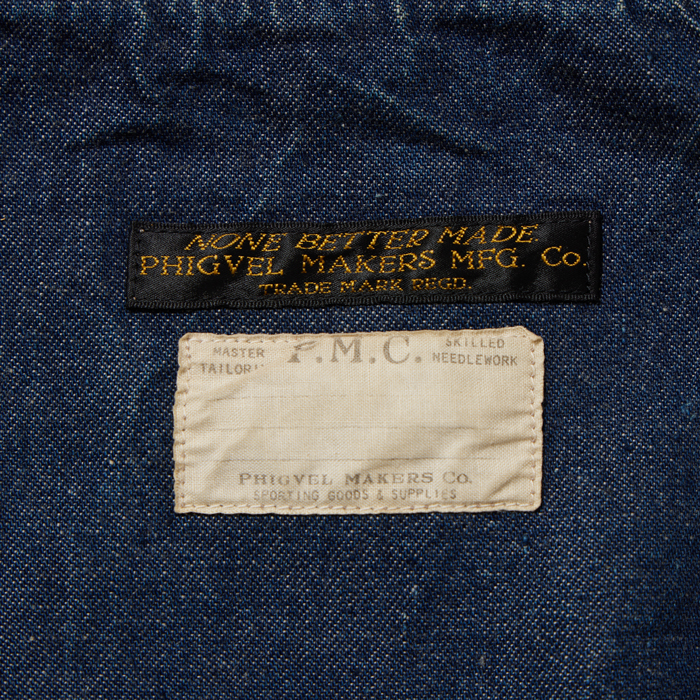 NONE BETTER MADE
PHIGVEL MAKERS MFG. Co.
TRADE MARK REGD.
MASTER P.M.C. SKILLED
TAILOR NEEDLEWORK
PHIGVEL MAKERS Co.
SPORTING GOODS & SUPPLIES